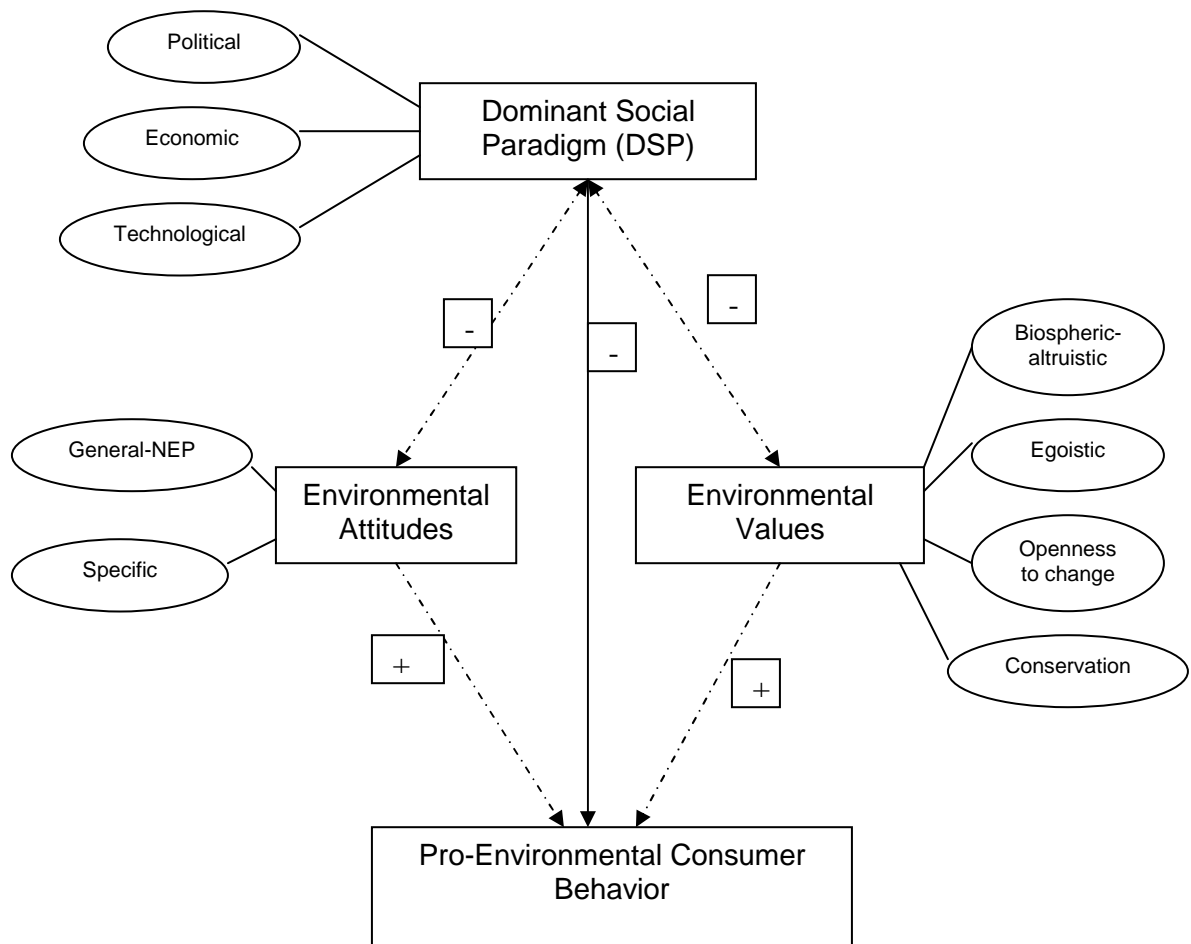 Political
Dominant Social
Paradigm (DSP)
Economic
Technological
-
-
-
Biospheric-
altruistic
General-NEP
Egoistic
Environmental
Attitudes
Environmental
Values
Openness
to change
Specific
+
+
Conservation
Pro-Environmental Consumer
Behavior